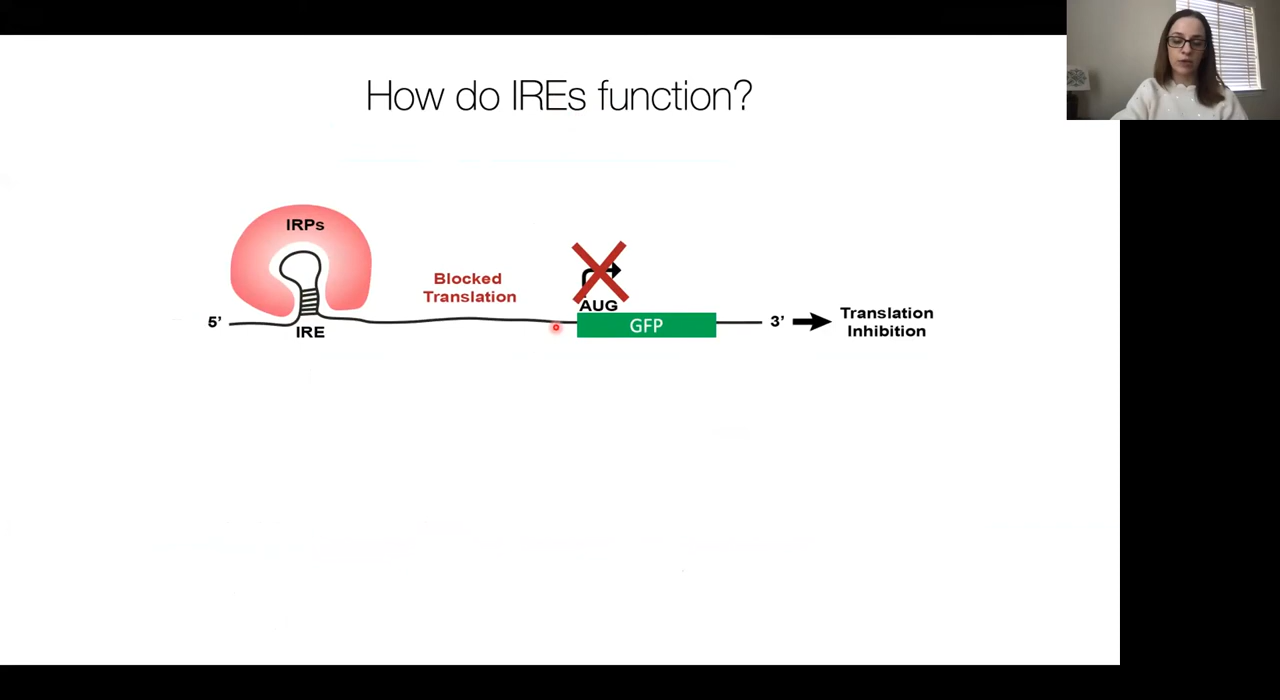 How do IREs function?
IRPs
Blocked
Translation
AUG
5’
IRE
GFP
3’
Translation
Inhibition